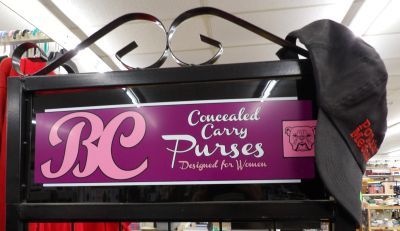 BC
Concealed
Carry
Purses
Designed for Women